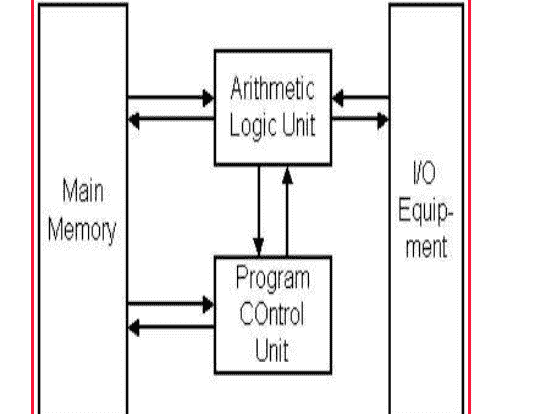 Main
Memory
Arithmetic
Logic Unit
Program
COntrol
Unit
I/O
Equip-
ment